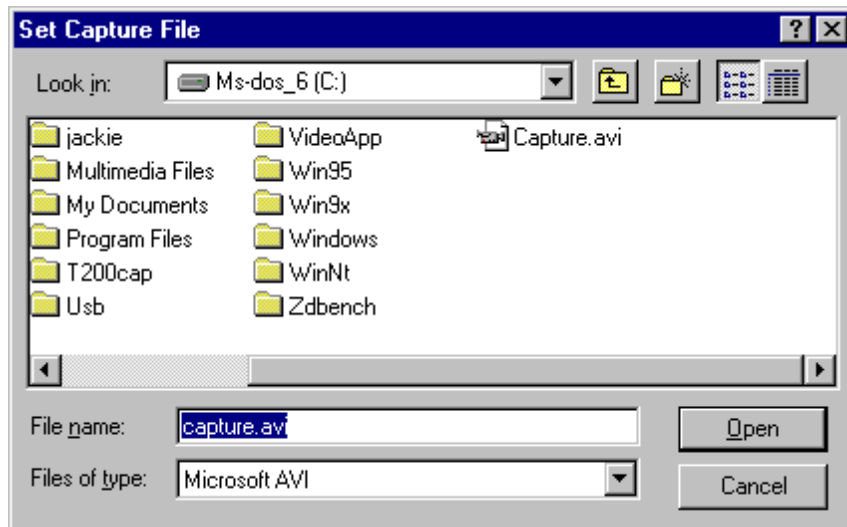 Set Capture File
Look in: Ms-dos_6 (C:)
jackie VideoApp Capture.avi
Multimedia Files Win95
My Documents Win9x
Program Files Windows
T200cap WinNt
Usb Zdbench
File name: capture.avi Open
Files of type: Microsoft AVI Cancel